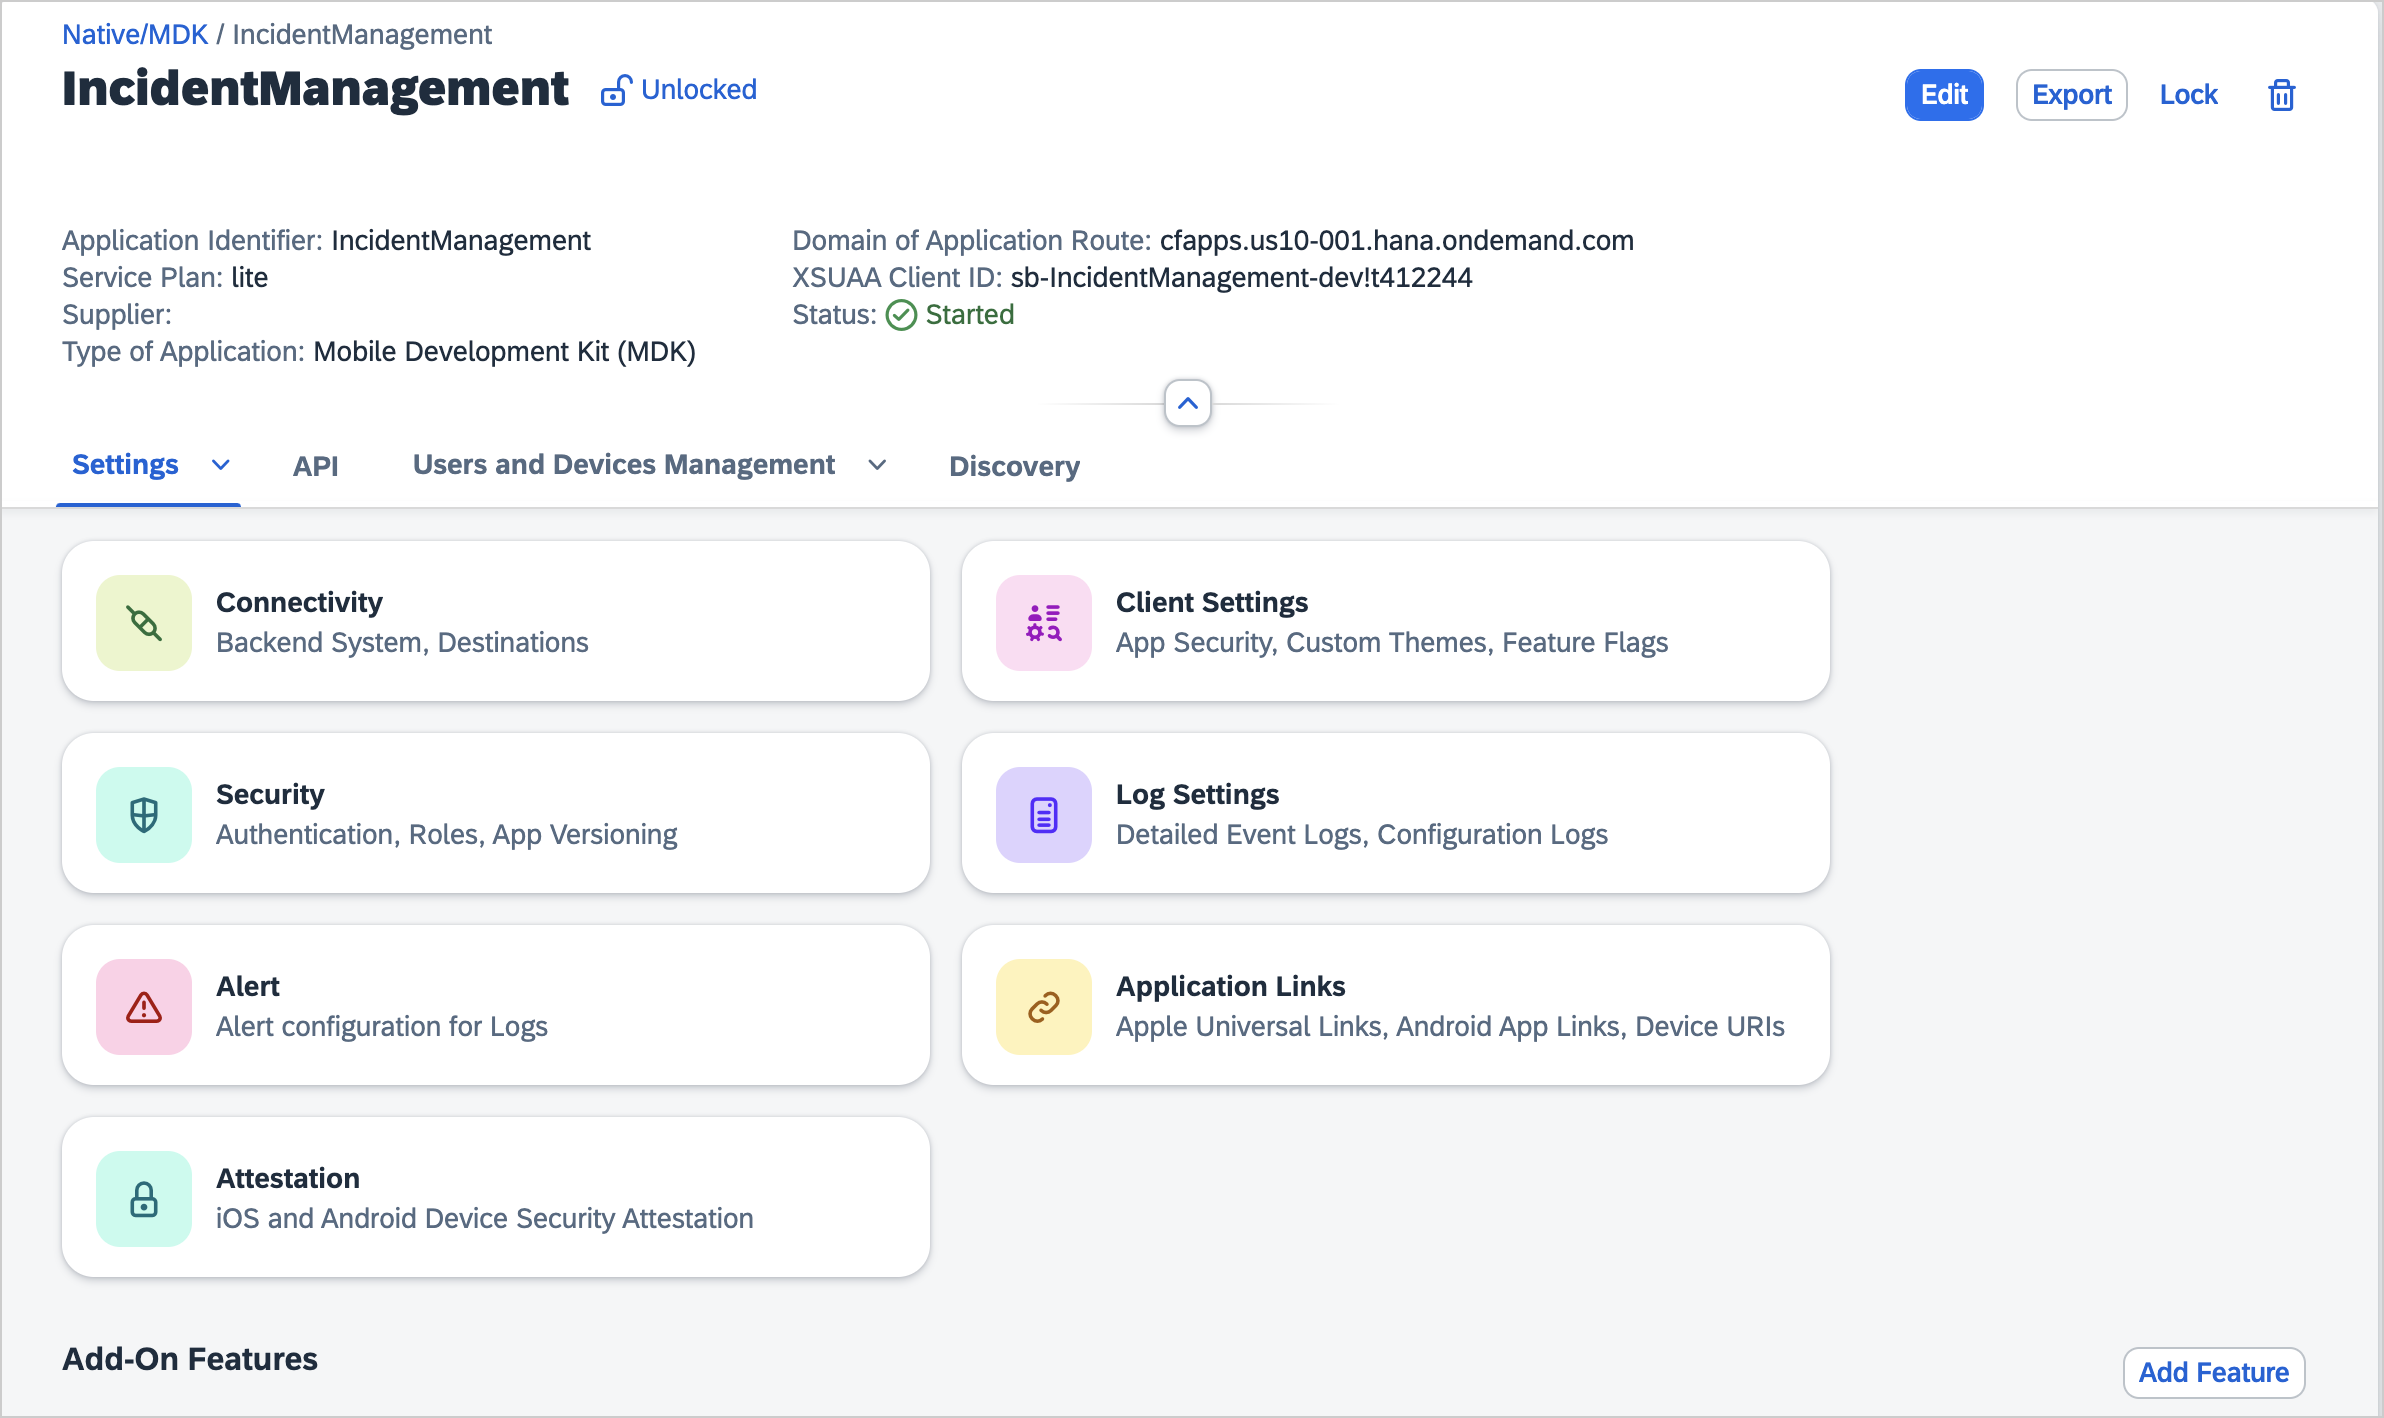 Native/MDK / IncidentManagement
IncidentManagement Unlocked
Edit Export Lock
Application Identifier: IncidentManagement
Service Plan: lite
Supplier:
Type of Application: Mobile Development Kit (MDK)
Domain of Application Route: cfapps.us10-001.hana.ondemand.com
XSUAA Client ID: sb-IncidentManagement-dev!t412244
Status: Started
Settings API Users and Devices Management Discovery
Connectivity
Backend System, Destinations
Client Settings
App Security, Custom Themes, Feature Flags
Security
Authentication, Roles, App Versioning
Log Settings
Detailed Event Logs, Configuration Logs
Alert
Alert configuration for Logs
Application Links
Apple Universal Links, Android App Links, Device URIs
Attestation
iOS and Android Device Security Attestation
Add-On Features
Add Feature